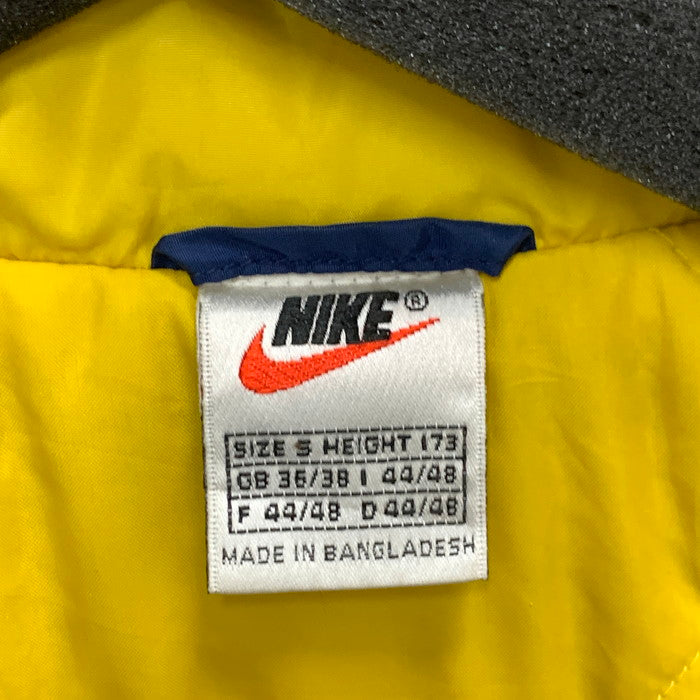 NIKE®
SIZE S HEIGHT 173
GB 36/38 I 44/48
F 44/48 D 44/48
MADE IN BANGLADESH